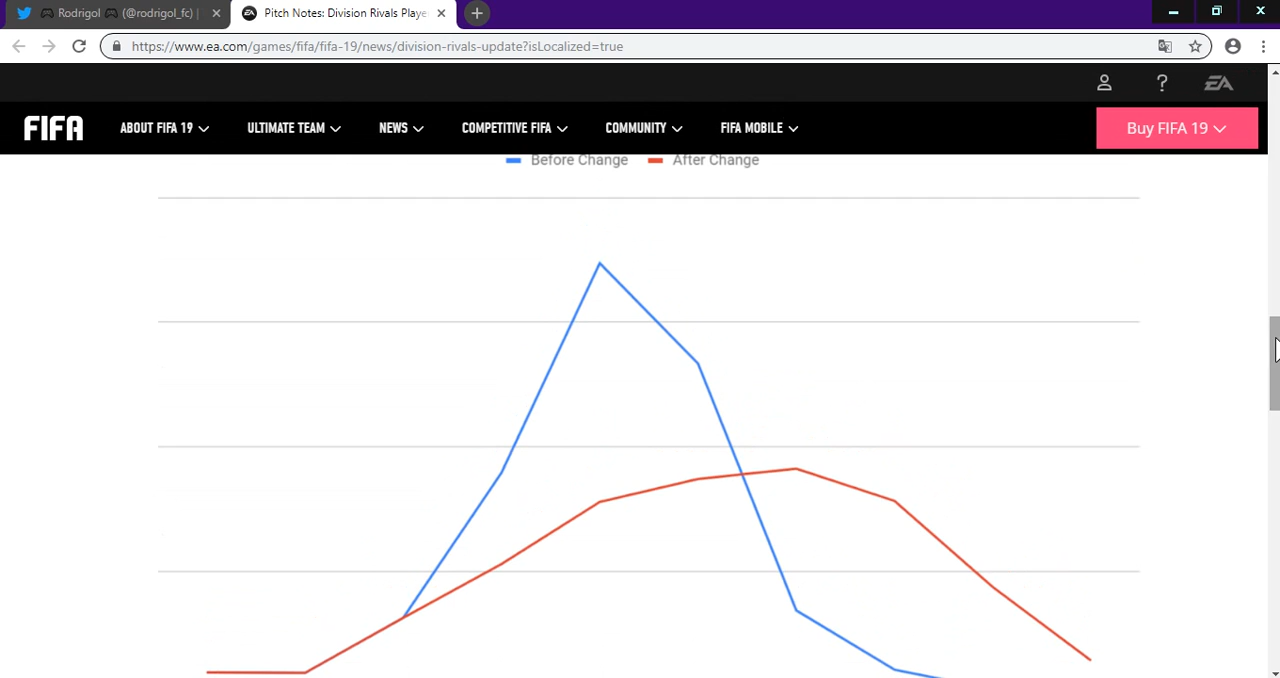 Rodrigol (@rodrigol_fc) |
Pitch Notes: Division Rivals Playe
https://www.ea.com/games/fifa/fifa-19/news/division-rivals-update?isLocalized=true
? EA
FIFA ABOUT FIFA 19 ULTIMATE TEAM NEWS COMPETITIVE FIFA COMMUNITY FIFA MOBILE Buy FIFA 19
Before Change After Change